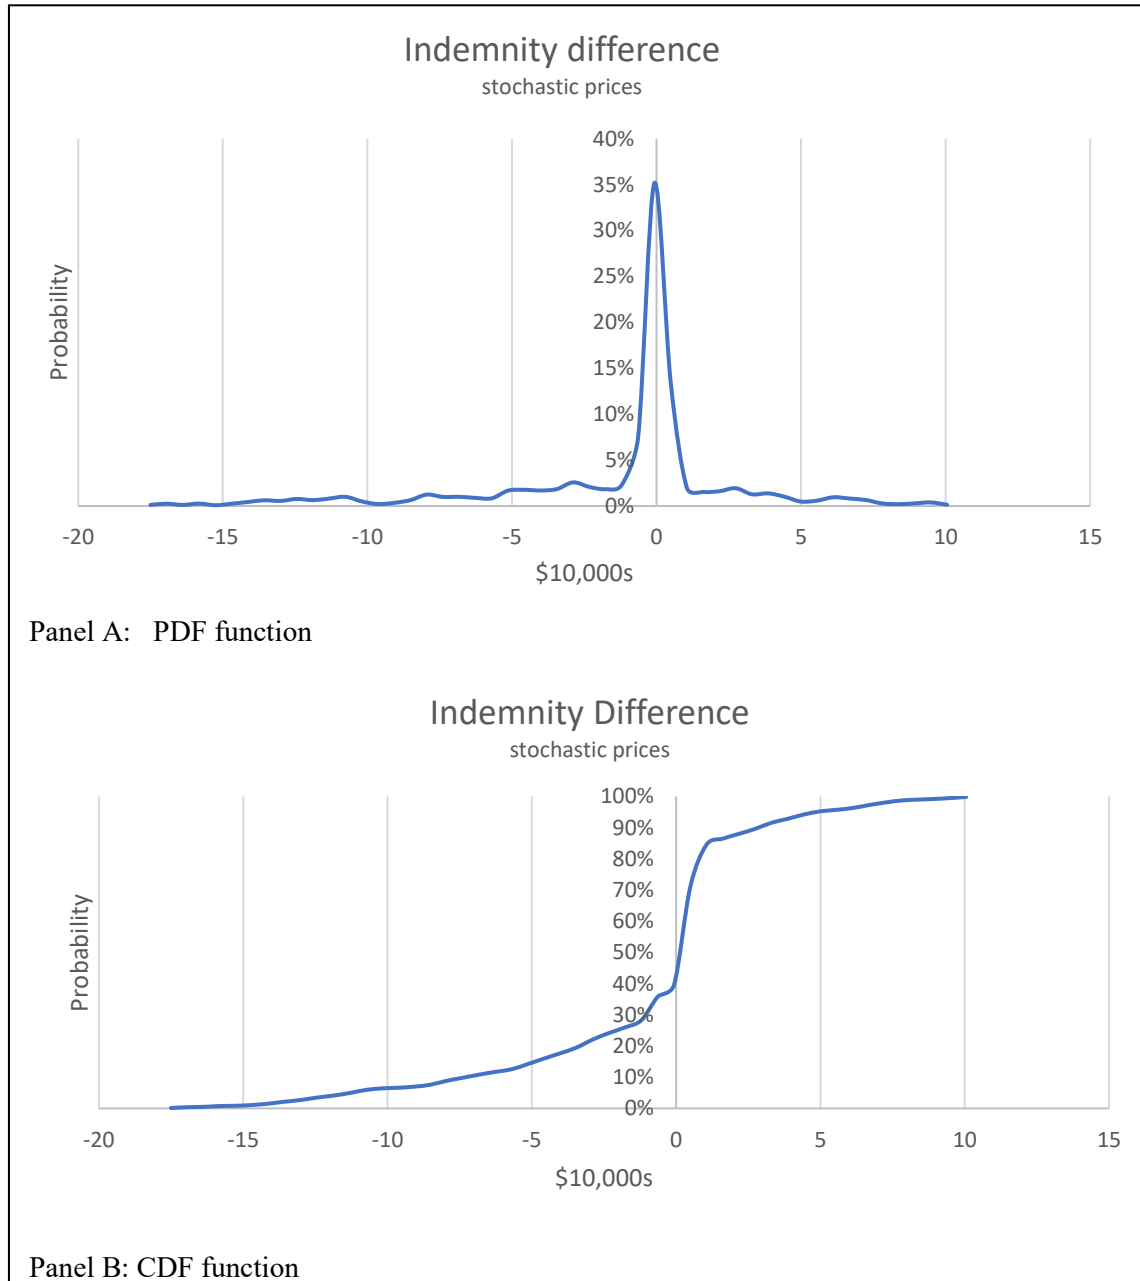 Indemnity difference
stochastic prices
40%
35%
30%
25%
20%
15%
10%
5%
0%
Probability
-20 -15 -10 -5 0 5 10 15
$10,000s
Panel A: PDF function
Indemnity Difference
stochastic prices
100%
90%
80%
70%
60%
50%
40%
30%
20%
10%
0%
Probability
-20 -15 -10 -5 0 5 10 15
$10,000s
Panel B: CDF function